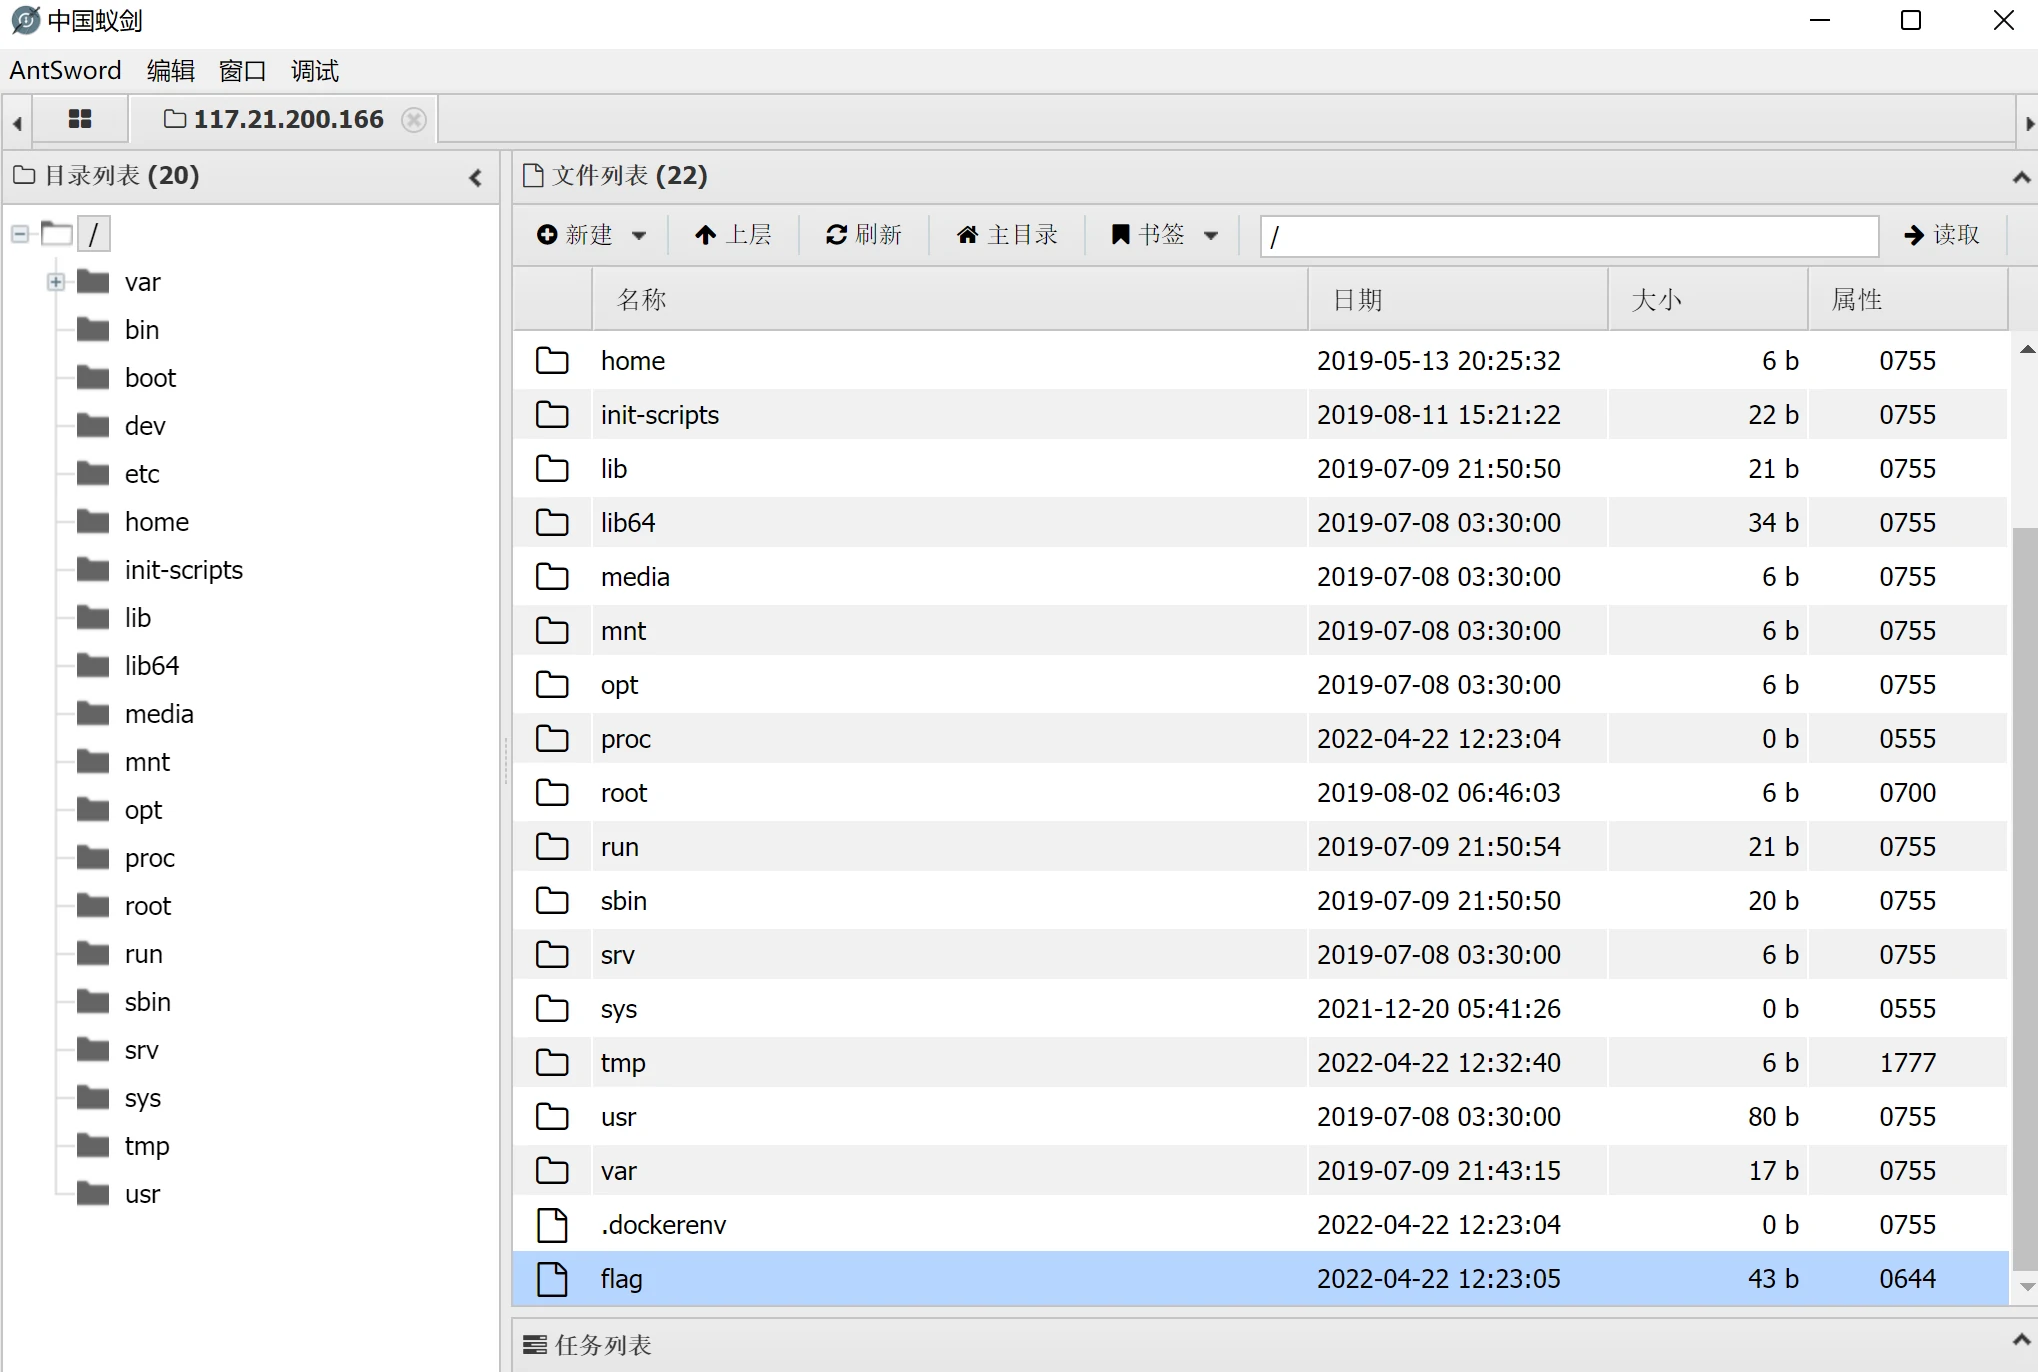 中国蚁剑
AntSword 编辑 窗口 调试
117.21.200.166
目录列表 (20)
/
var
bin
boot
dev
etc
home
init-scripts
lib
lib64
media
mnt
opt
proc
root
run
sbin
srv
sys
tmp
usr
文件列表 (22)
新建 上层 刷新 主目录 书签 / 读取
名称 日期 大小 属性
home 2019-05-13 20:25:32 6 b 0755
init-scripts 2019-08-11 15:21:22 22 b 0755
lib 2019-07-09 21:50:50 21 b 0755
lib64 2019-07-08 03:30:00 34 b 0755
media 2019-07-08 03:30:00 6 b 0755
mnt 2019-07-08 03:30:00 6 b 0755
opt 2019-07-08 03:30:00 6 b 0755
proc 2022-04-22 12:23:04 0 b 0555
root 2019-08-02 06:46:03 6 b 0700
run 2019-07-09 21:50:54 21 b 0755
sbin 2019-07-09 21:50:50 20 b 0755
srv 2019-07-08 03:30:00 6 b 0755
sys 2021-12-20 05:41:26 0 b 0555
tmp 2022-04-22 12:32:40 6 b 1777
usr 2019-07-08 03:30:00 80 b 0755
var 2019-07-09 21:43:15 17 b 0755
.dockerenv 2022-04-22 12:23:04 0 b 0755
flag 2022-04-22 12:23:05 43 b 0644
任务列表